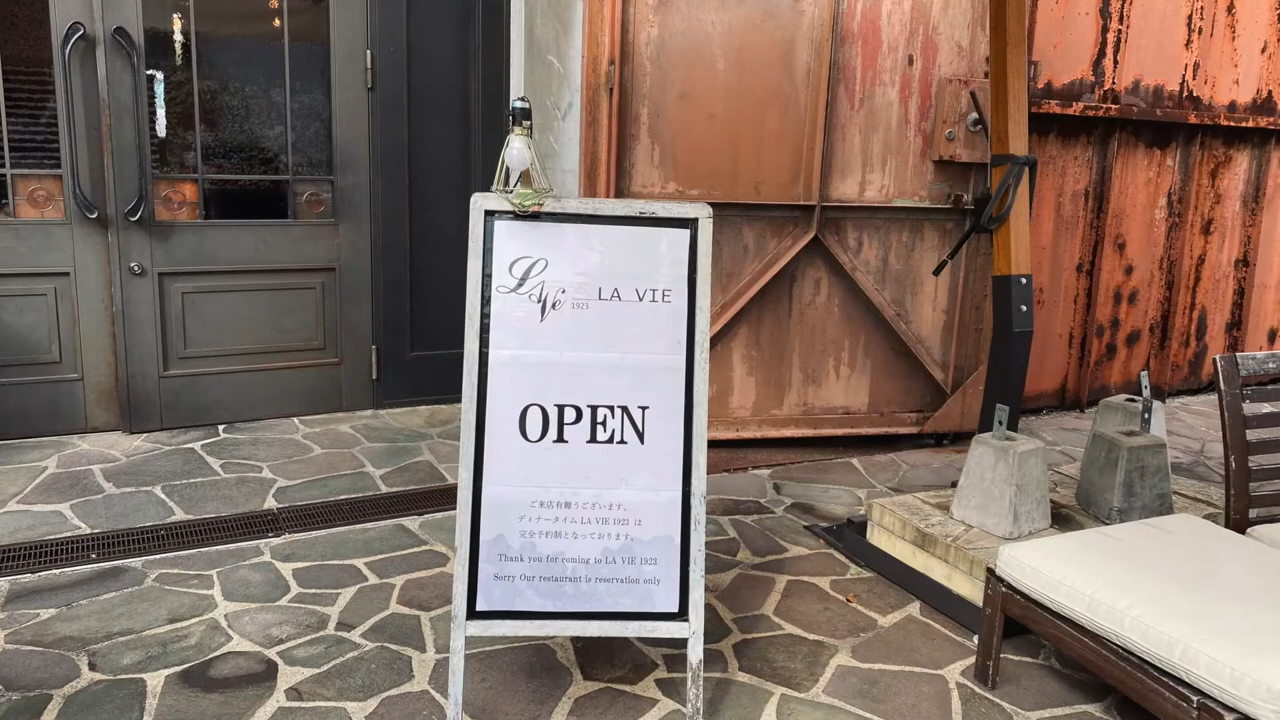 La Vie 1923 LA VIE
OPEN
ご来店有難うございます。
ディナータイム LA VIE 1923 は
完全予約制となっております。
Thank you for coming to LA VIE 1923
Sorry Our restaurant is reservation only